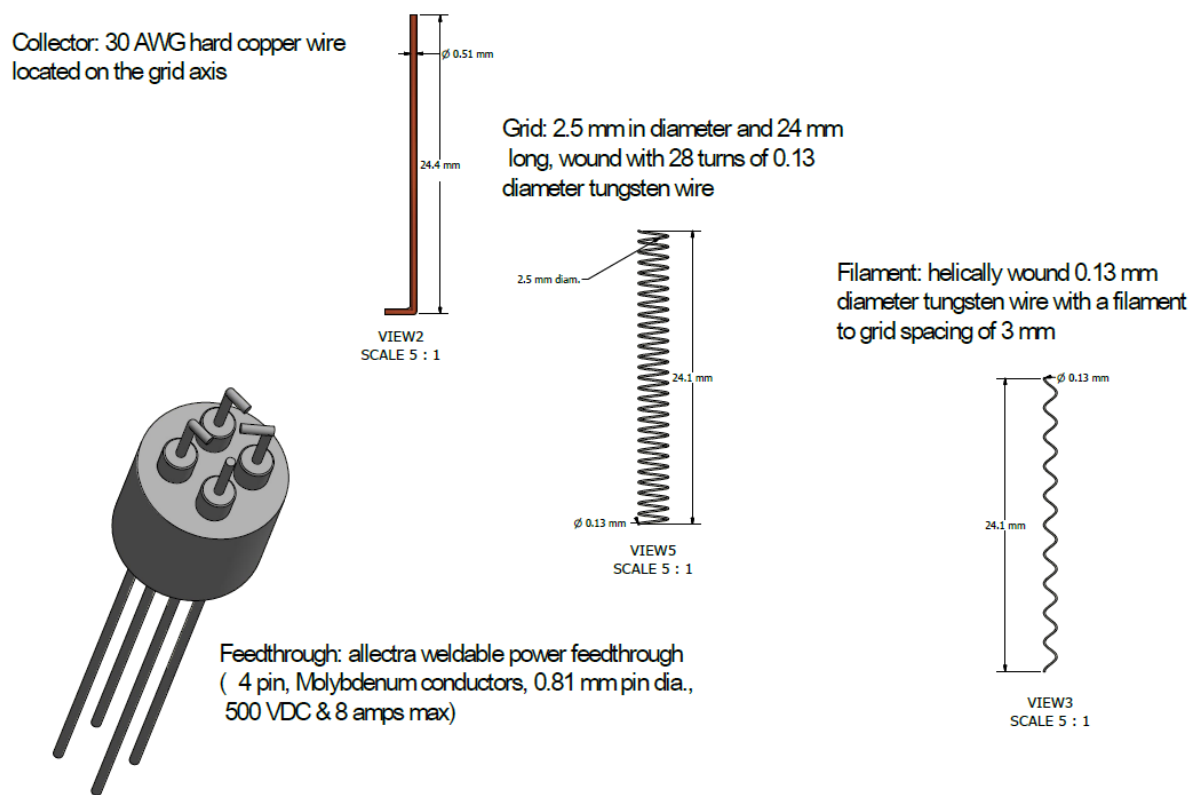 Collector: 30 AWG hard copper wire
located on the grid axis
Ø 0.51 mm
24.4 mm
VIEW2
SCALE 5 : 1
Grid: 2.5 mm in diameter and 24 mm
long, wound with 28 turns of 0.13
diameter tungsten wire
2.5 mm diam.
24.1 mm
Ø 0.13 mm
VIEW5
SCALE 5 : 1
Filament: helically wound 0.13 mm
diameter tungsten wire with a filament
to grid spacing of 3 mm
Ø 0.13 mm
24.1 mm
VIEW3
SCALE 5 : 1
Feedthrough: allectra weldable power feedthrough
( 4 pin, Molybdenum conductors, 0.81 mm pin dia.,
500 VDC & 8 amps max)